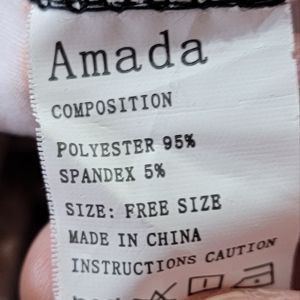 Amada
COMPOSITION
POLYESTER 95%
SPANDEX 5%
SIZE: FREE SIZE
MADE IN CHINA
INSTRUCTIONS CAUTION